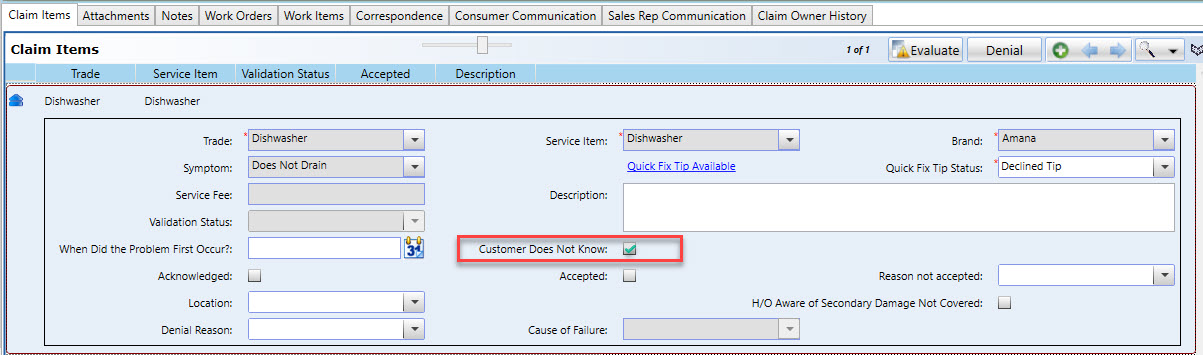 Claim Items Attachments Notes Work Orders Work Items Correspondence Consumer Communication Sales Rep Communication Claim Owner History
Claim Items 1 of 1 Evaluate Denial
Trade Service Item Validation Status Accepted Description
Dishwasher Dishwasher
Trade: * Dishwasher Service Item: * Dishwasher Brand: * Amana
Symptom: Does Not Drain Quick Fix Tip Available Quick Fix Tip Status: * Declined Tip
Service Fee: Description:
Validation Status:
When Did the Problem First Occur?: 31 Customer Does Not Know:
Acknowledged: Accepted: Reason not accepted:
Location: H/O Aware of Secondary Damage Not Covered:
Denial Reason: Cause of Failure: